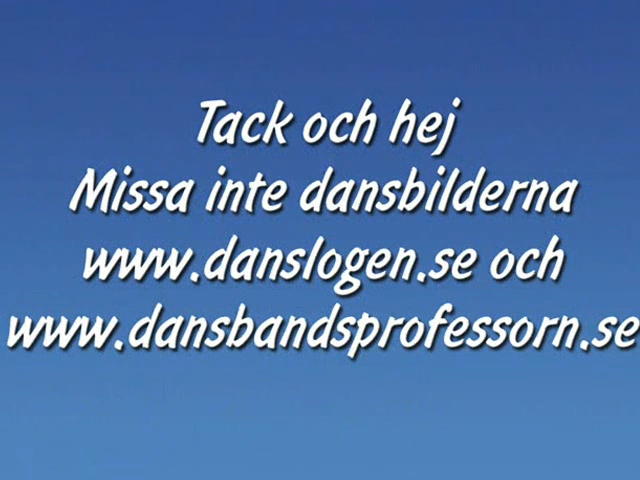 Tack och hej
Missa inte dansbilderna
www.danslogen.se och
www.dansbandsprofessorn.se